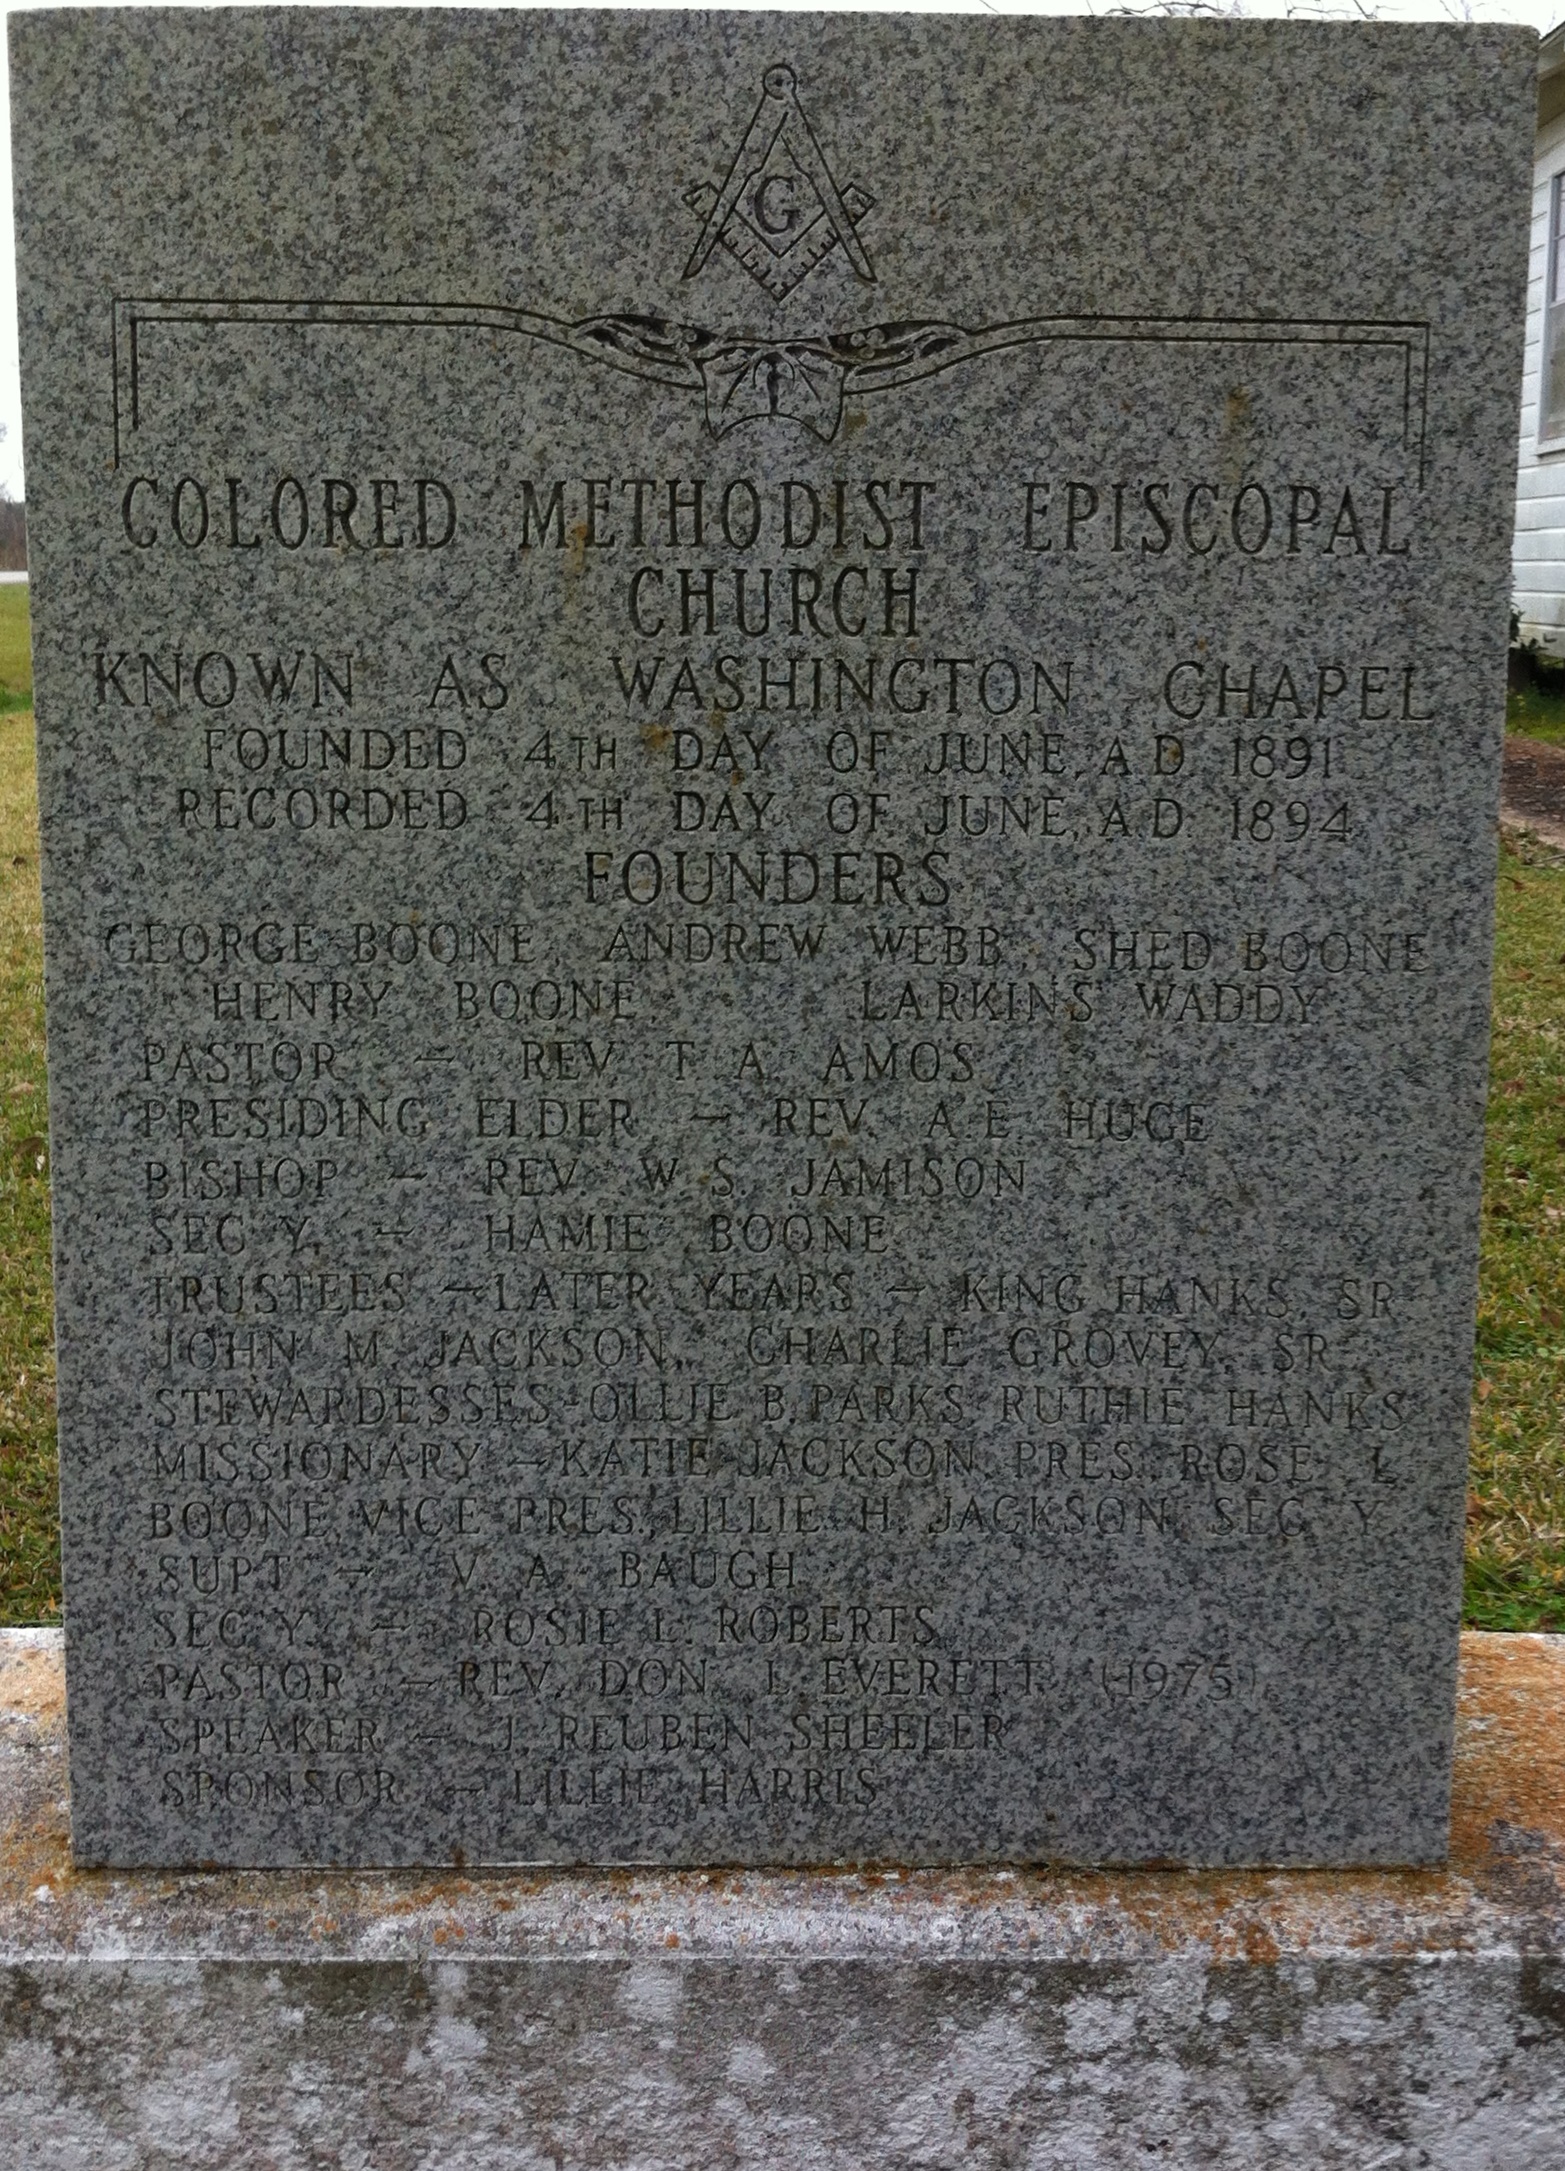 G
COLORED METHODIST EPISCOPAL
CHURCH
KNOWN AS WASHINGTON CHAPEL
FOUNDED 4TH DAY OF JUNE, A.D. 1891
RECORDED 4TH DAY OF JUNE, A.D. 1894
FOUNDERS
GEORGE BOONE, ANDREW WEBB, SHED BOONE
HENRY BOONE, LARKINS WADDY
PASTOR - REV. T. A. AMOS
PRESIDING ELDER - REV. A.E. HUGE
BISHOP - REV. W. S. JAMISON
SEC'Y. - HAMIE BOONE
TRUSTEES - LATER YEARS - KING HANKS, SR.
JOHN M. JACKSON, CHARLIE GROVEY, SR.
STEWARDESSES - OLLIE B. PARKS RUTHIE HANKS
MISSIONARY - KATIE JACKSON, PRES., ROSE L.
BOONE, VICE PRES., LILLIE H. JACKSON, SEC'Y.
SUPT. - V. A. BAUGH
SEC'Y. - ROSIE L. ROBERTS
PASTOR - REV. DON L. EVERETT (1975)
SPEAKER - J. REUBEN SHEELER
SPONSOR - LILLIE HARRIS